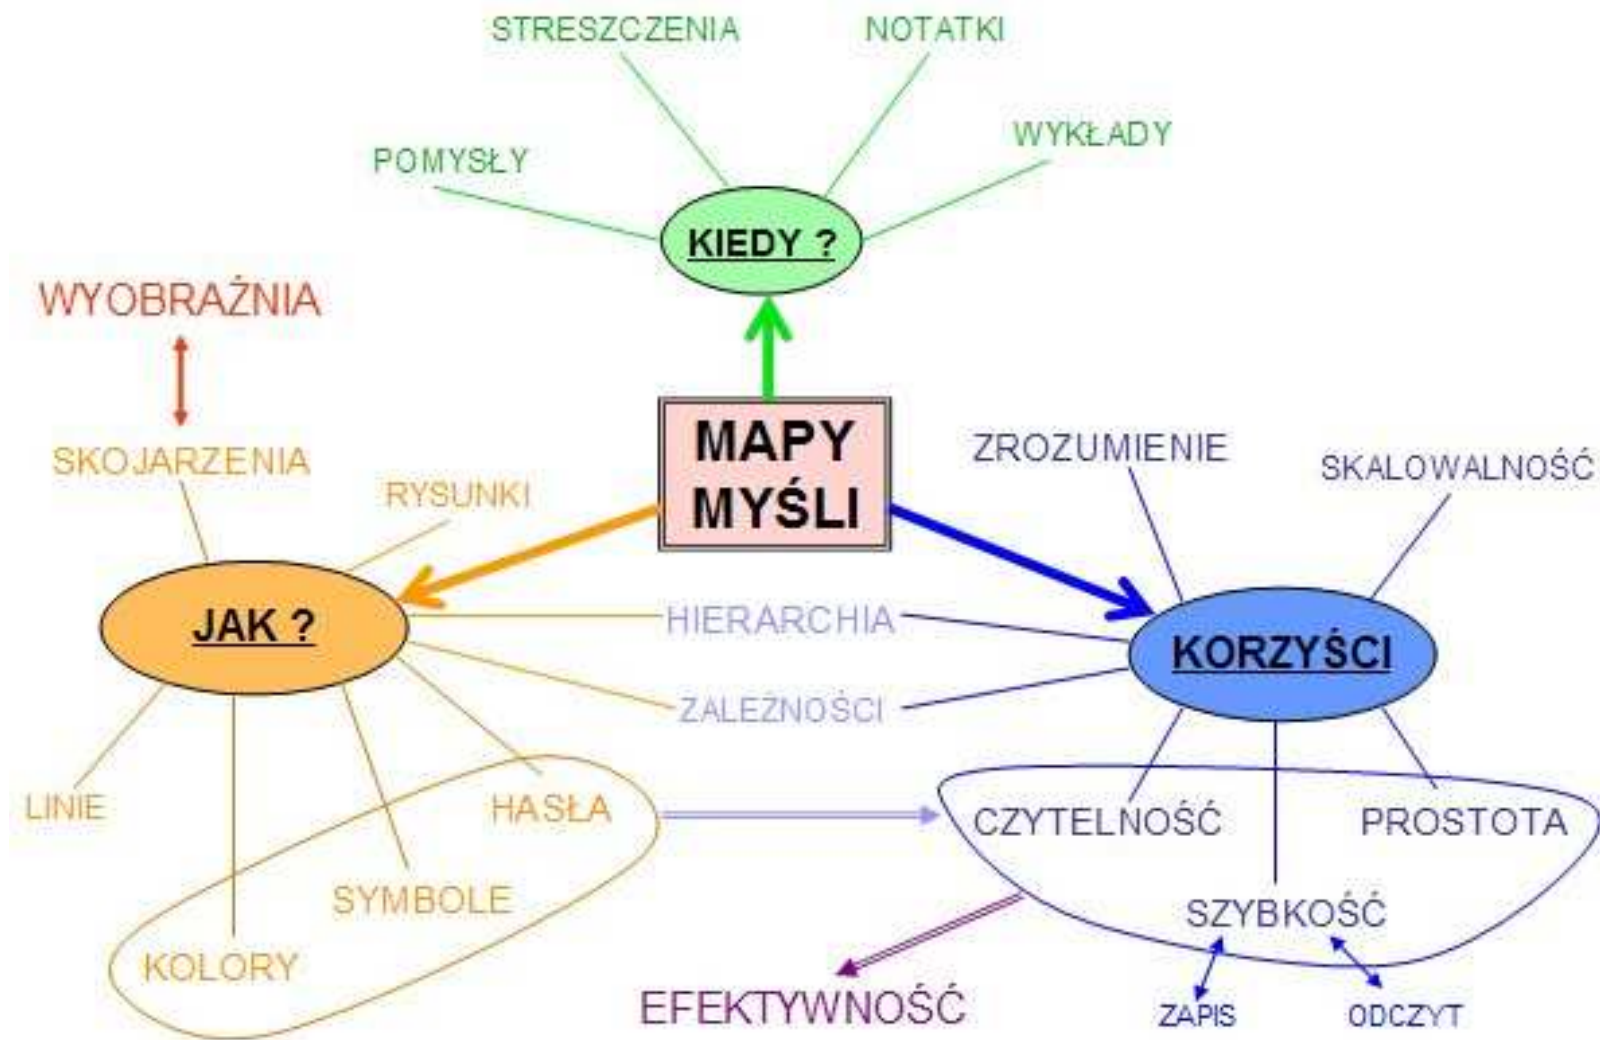 STRESZCZENIA
NOTATKI
POMYSŁY
WYKŁADY
KIEDY ?
WYOBRAŹNIA
MAPY
MYŚLI
SKOJARZENIA
RYSUNKI
ZROZUMIENIE
SKALOWALNOŚĆ
JAK ?
HIERARCHIA
KORZYŚCI
ZALEŻNOŚCI
LINIE
HASŁA
SYMBOLE
KOLORY
CZYTELNOŚĆ
PROSTOTA
SZYBKOŚĆ
EFEKTYWNOŚĆ
ZAPIS
ODCZYT